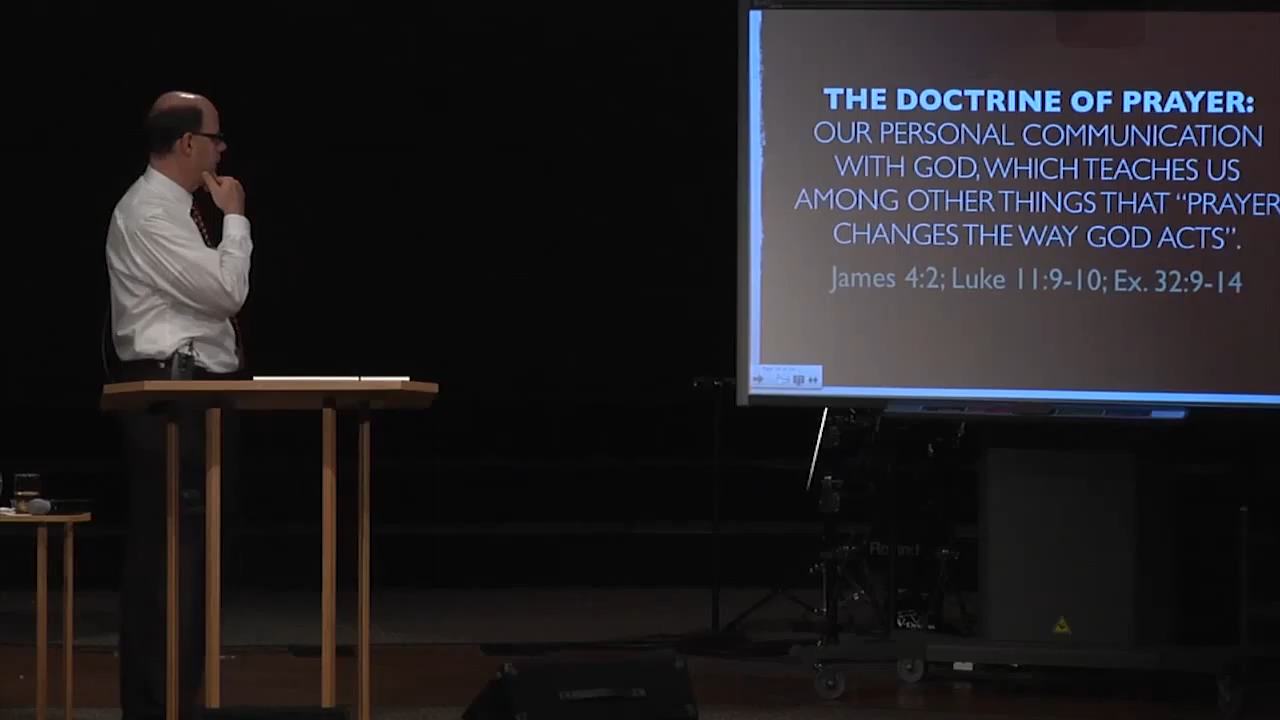 THE DOCTRINE OF PRAYER:
OUR PERSONAL COMMUNICATION
WITH GOD, WHICH TEACHES US
AMONG OTHER THINGS THAT “PRAYER
CHANGES THE WAY GOD ACTS”.
James 4:2; Luke 11:9-10; Ex. 32:9-14
Roland